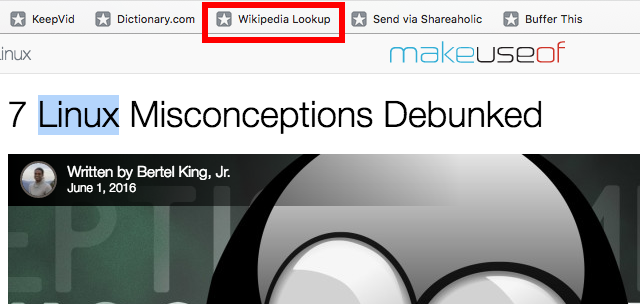 KeepVid Dictionary.com Wikipedia Lookup Send via Shareaholic Buffer This
inux makeuseof
7 Linux Misconceptions Debunked
Written by Bertel King, Jr.
June 1, 2016
EPTI